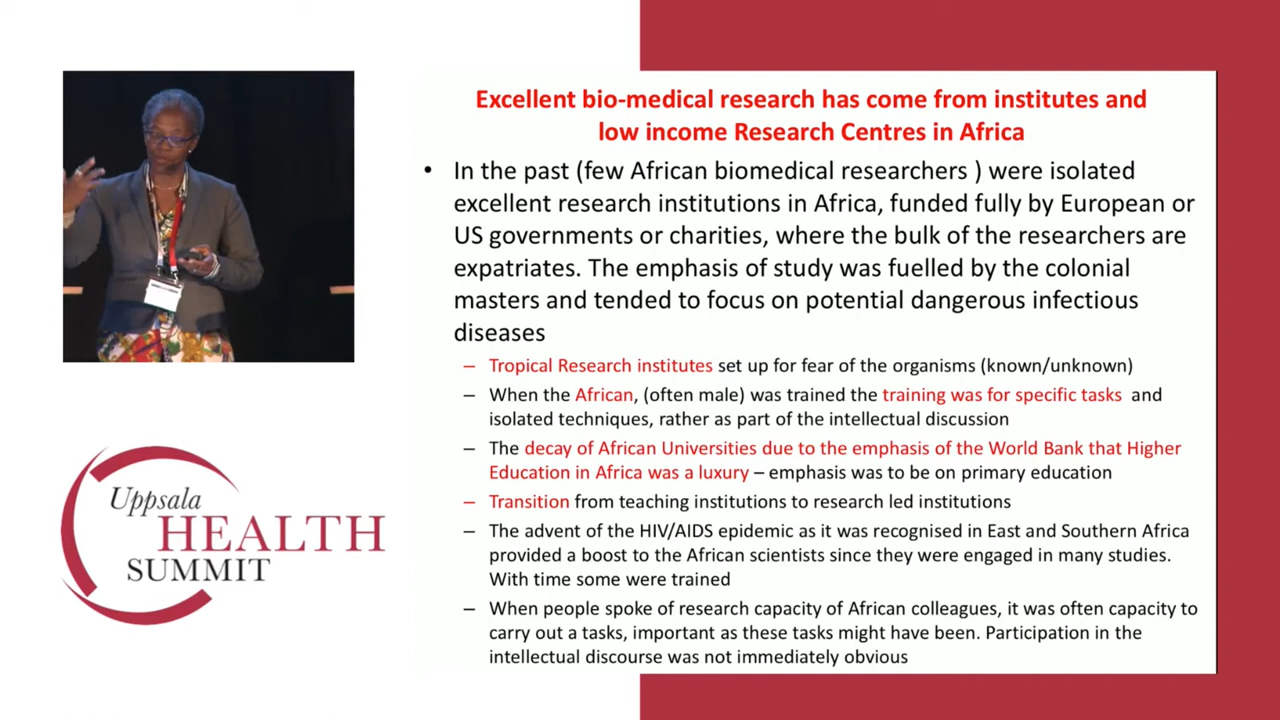 Excellent bio-medical research has come from institutes and
low income Research Centres in Africa
• In the past (few African biomedical researchers ) were isolated
excellent research institutions in Africa, funded fully by European or
US governments or charities, where the bulk of the researchers are
expatriates. The emphasis of study was fuelled by the colonial
masters and tended to focus on potential dangerous infectious
diseases
– Tropical Research institutes set up for fear of the organisms (known/unknown)
– When the African, (often male) was trained the training was for specific tasks and
isolated techniques, rather as part of the intellectual discussion
– The decay of African Universities due to the emphasis of the World Bank that Higher
Education in Africa was a luxury – emphasis was to be on primary education
– Transition from teaching institutions to research led institutions
– The advent of the HIV/AIDS epidemic as it was recognised in East and Southern Africa
provided a boost to the African scientists since they were engaged in many studies.
With time some were trained
– When people spoke of research capacity of African colleagues, it was often capacity to
carry out a tasks, important as these tasks might have been. Participation in the
intellectual discourse was not immediately obvious
Uppsala
HEALTH
SUMMIT